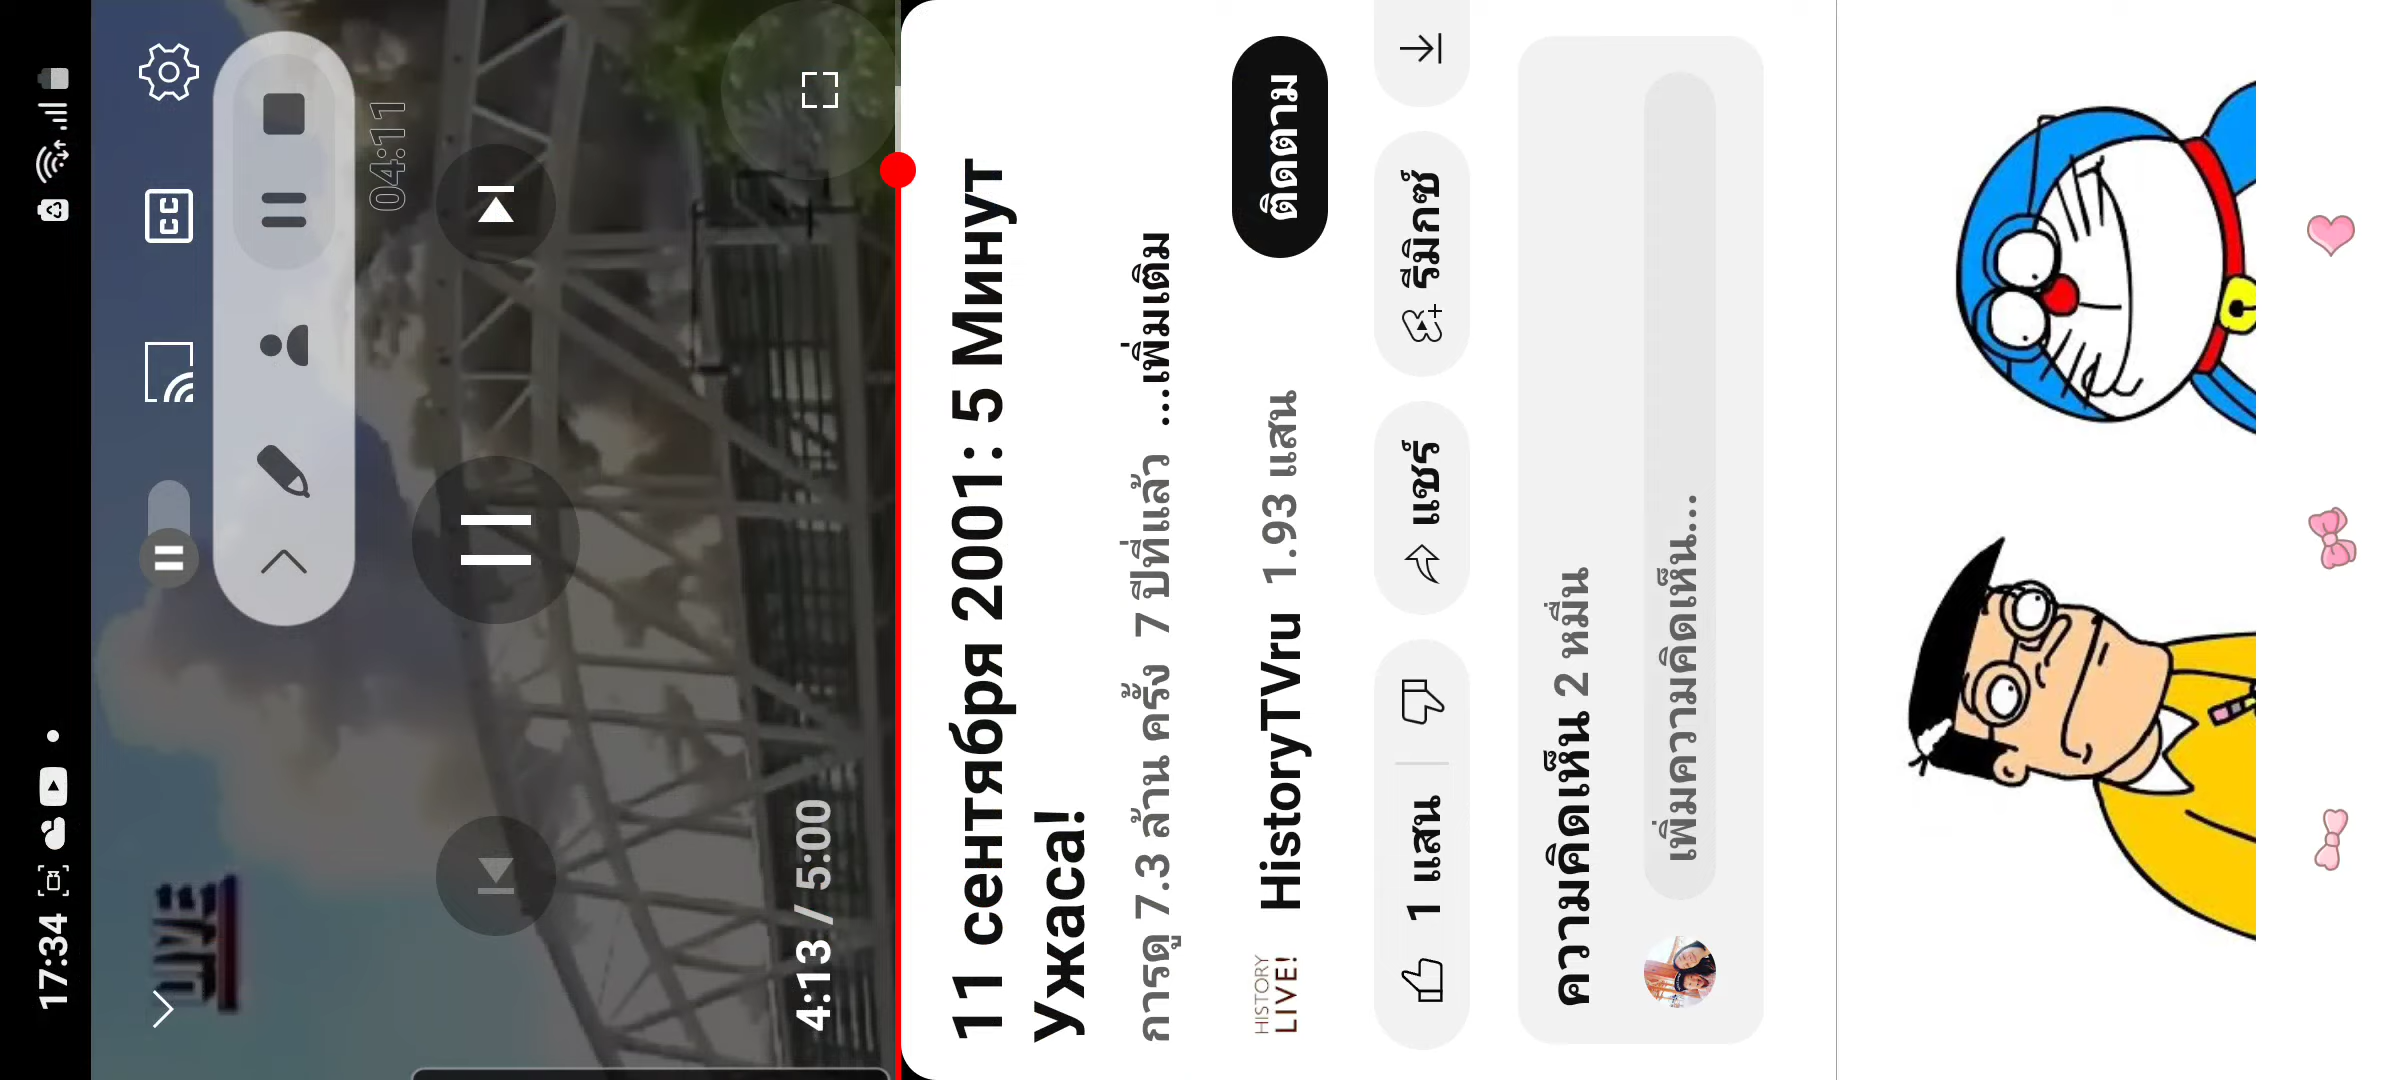 17:34
LIVE
04:11
4:13 / 5:00
11 сентября 2001: 5 Минут
Ужаса!
การดู 7.3 ล้าน ครั้ง 7 ปีที่แล้ว ...เพิ่มเติม
HISTORY
LIVE!
HistoryTVru 1.93 แสน
ติดตาม
1 แสน
แชร์
รีมิกซ์
ความคิดเห็น 2 หมื่น
เพิ่มความคิดเห็น...